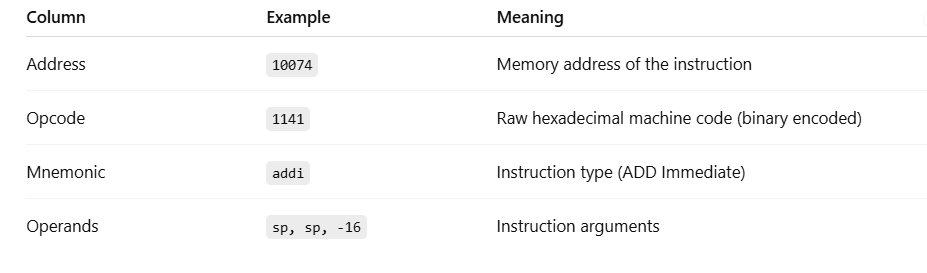 Column Example Meaning
Address 10074 Memory address of the instruction
Opcode 1141 Raw hexadecimal machine code (binary encoded)
Mnemonic addi Instruction type (ADD Immediate)
Operands sp, sp, -16 Instruction arguments